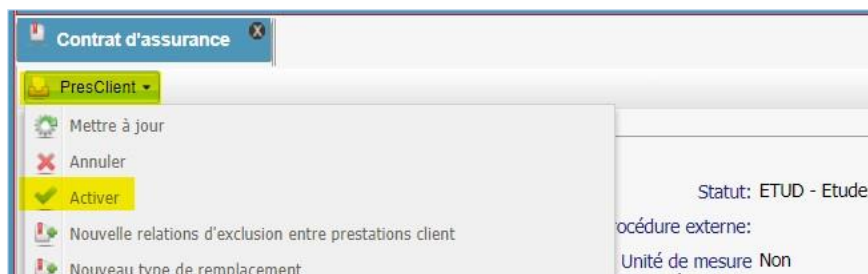 Contrat d'assurance
PresClient
Mettre à jour
Annuler
Activer
Statut: ETUD - Etude
Nouvelle relations d'exclusion entre prestations client
océdure externe:
Nouveau type de remplacement
Unité de mesure Non